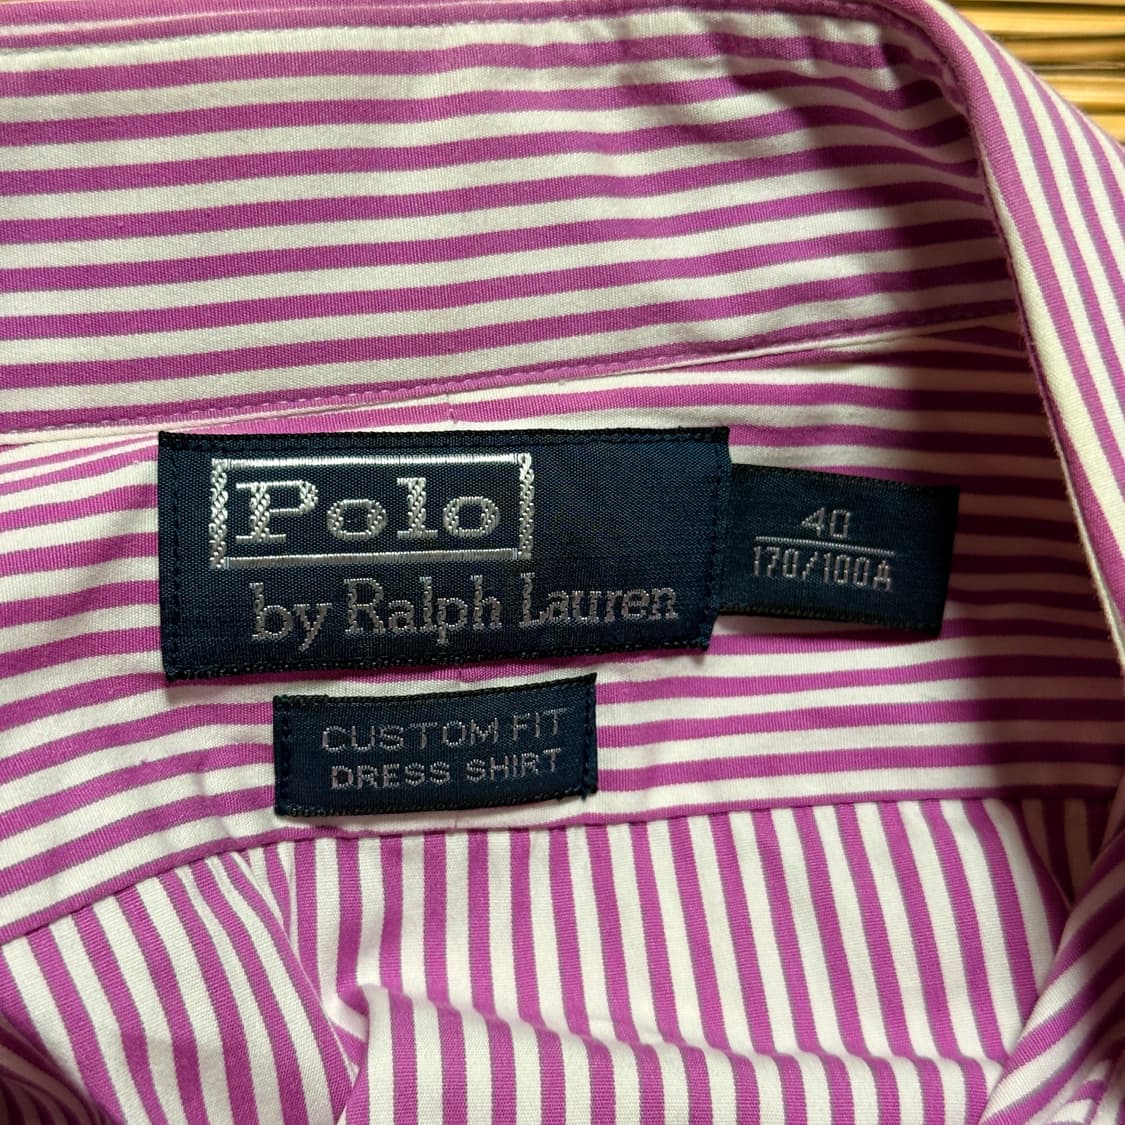 Polo
by Ralph Lauren
40
170/100A
CUSTOM FIT
DRESS SHIRT